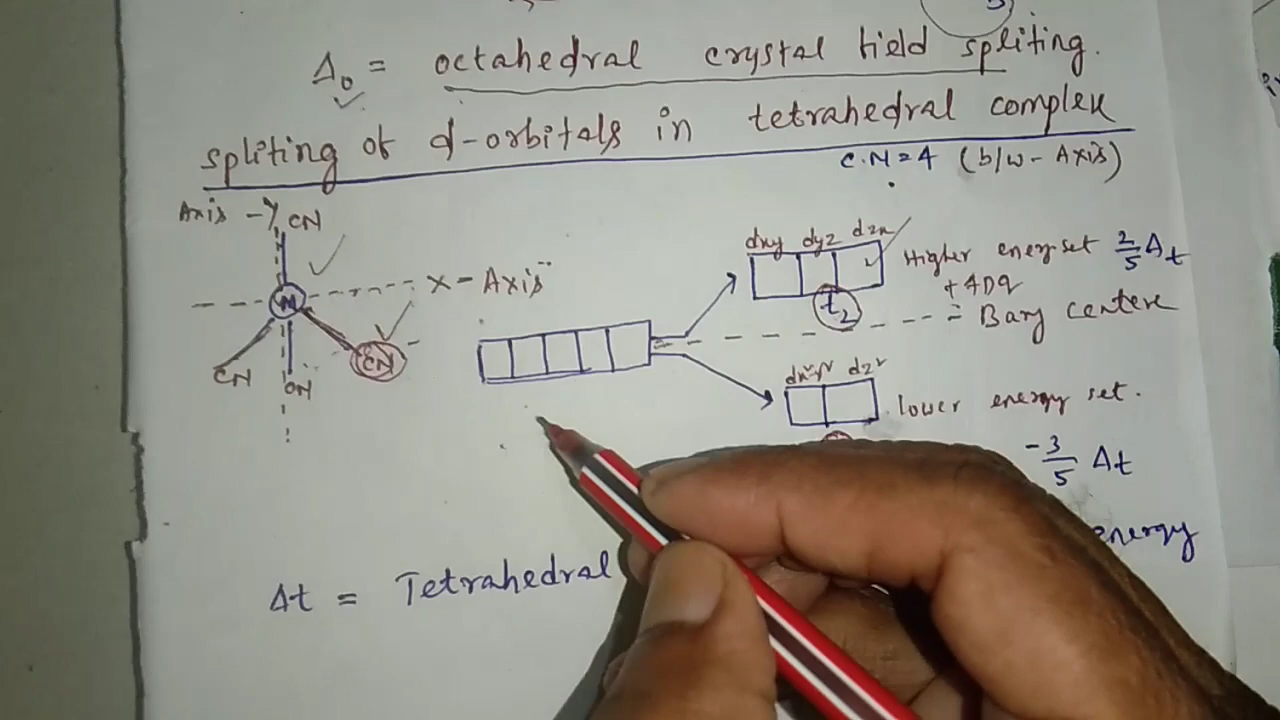 Δo = octahedral crystal field spliting.
spliting of d-orbitals in tetrahedral complex
C.N = 4 (b/w - Axis)
Axis - y
CN
X - Axis
M
CN
CN
CN
dxy dyz dzx
Higher energy set 2/5 Δt
+4Dq
t2
Bary centere
dx²-y² dz²
lower energy set.
-3/5 Δt
Δt = Tetrahedral
energy